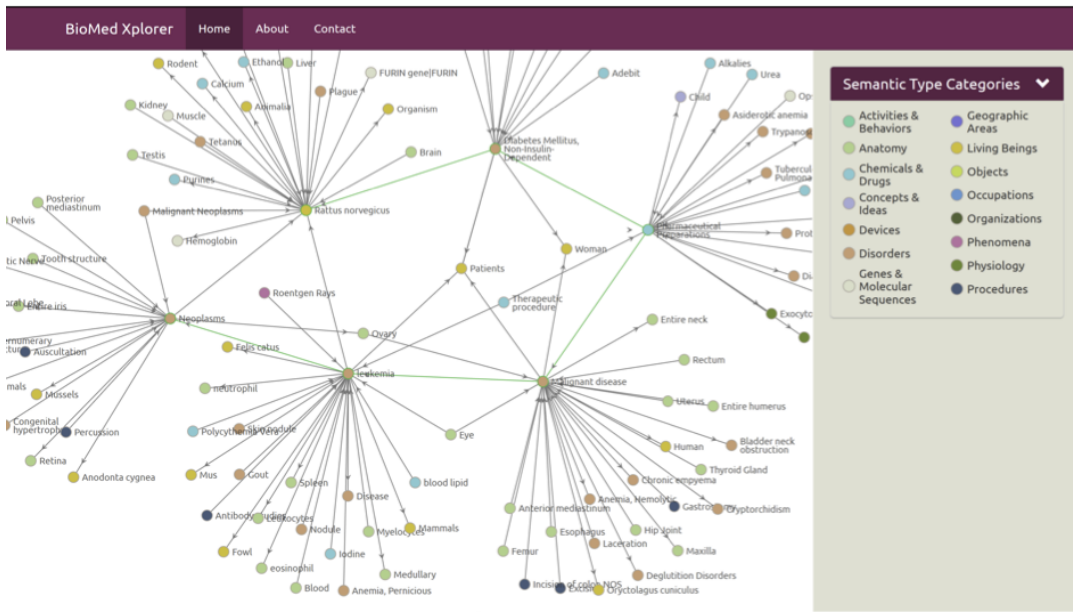 BioMed Xplorer
Home
About
Contact
Semantic Type Categories
Activities &
Behaviors
Anatomy
Chemicals &
Drugs
Concepts &
Ideas
Devices
Disorders
Genes &
Molecular
Sequences
Geographic
Areas
Living Beings
Objects
Occupations
Organizations
Phenomena
Physiology
Procedures
Rodent
Ethanol
Liver
FURIN gene|FURIN
Adebit
Alkalies
Urea
Calcium
Plague
Child
Kidney
Animalia
Organism
Muscle
Asiderotic anemia
Tetanus
Diabetes Mellitus,
Non-Insulin-
Dependent
Testis
Brain
Purines
Posterior
mediastinum
Malignant Neoplasms
Rattus norvegicus
Pelvis
Pharmaceutical
Preparations
Hemoglobin
Woman
Tooth structure
Patients
Roentgen Rays
Therapeutic
procedure
Entire iris
Neoplasms
Ovary
Entire neck
Auscultation
Felis catus
Rectum
leukemia
Malignant disease
neutrophil
Mussels
Uterus
Entire humerus
Congenital
Percussion
Polycythemia vera
Skin nodule
Eye
Human
Bladder neck
obstruction
Retina
Anodonta cygnea
Mus
Gout
Spleen
Disease
blood lipid
Thyroid Gland
Chronic empyema
Leukocytes
Anterior mediastinum
Anemia, Hemolytic
Cryptorchidism
Nodule
Myelocytes
Mammals
Esophagus
Hip Joint
Laceration
Fowl
Iodine
Femur
Maxilla
eosinophil
Medullary
Deglutition Disorders
Blood
Anemia, Pernicious
Incision of colon NOS
Oryctolagus cuniculus